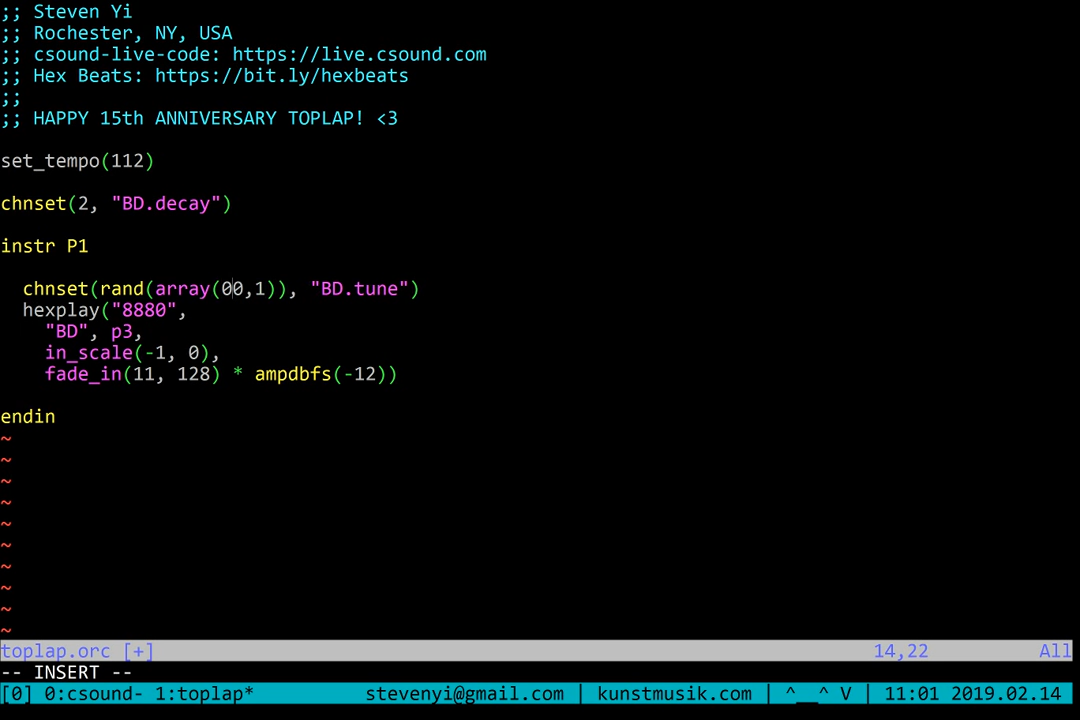 ;; Steven Yi
;; Rochester, NY, USA
;; csound-live-code: https://live.csound.com
;; Hex Beats: https://bit.ly/hexbeats
;;
;; HAPPY 15th ANNIVERSARY TOPLAP! <3
set_tempo(112)
chnset(2, "BD.decay")
instr P1
  chnset(rand(array(00,1)), "BD.tune")
  hexplay("8880",
    "BD", p3,
    in_scale(-1, 0),
    fade_in(11, 128) * ampdbfs(-12))
endin
~
~
~
~
~
~
~
~
~
~
toplap.orc [+] 14,22 All
-- INSERT --
[0] 0:csound- 1:toplap* stevenyi@gmail.com | kunstmusik.com | ^__^ V | 11:01 2019.02.14